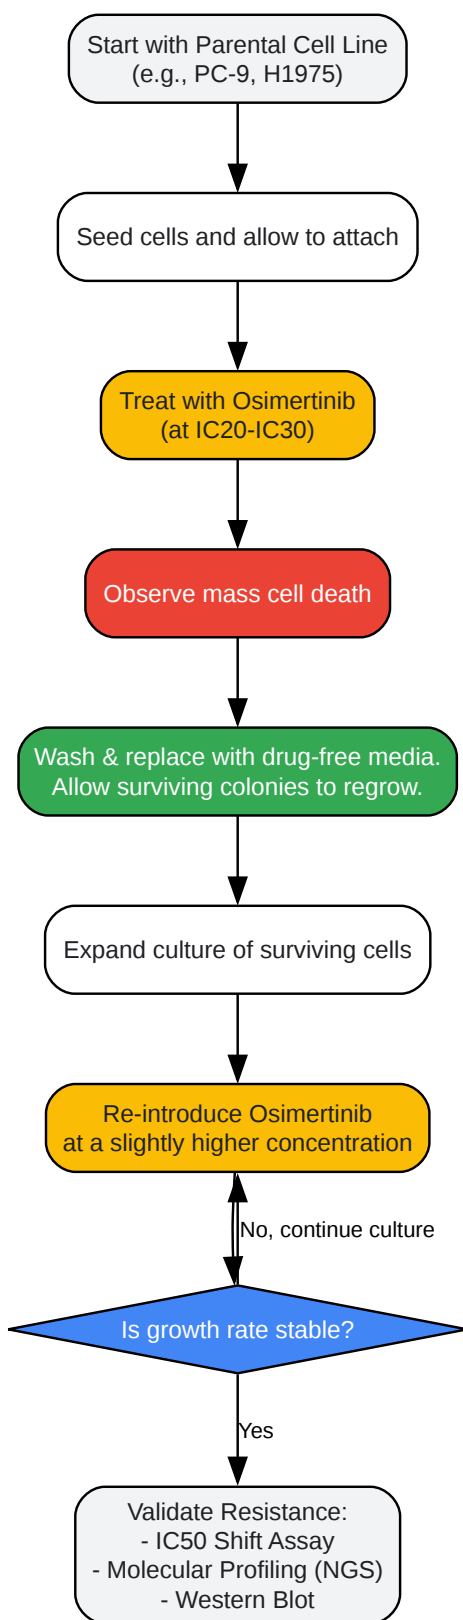 Start with Parental Cell Line
(e.g., PC-9, H1975)
Seed cells and allow to attach
Treat with Osimertinib
(at IC20-IC30)
Observe mass cell death
Wash & replace with drug-free media.
Allow surviving colonies to regrow.
Expand culture of surviving cells
Re-introduce Osimertinib
at a slightly higher concentration
No, continue culture
Is growth rate stable?
Yes
Validate Resistance:
- IC50 Shift Assay
- Molecular Profiling (NGS)
- Western Blot